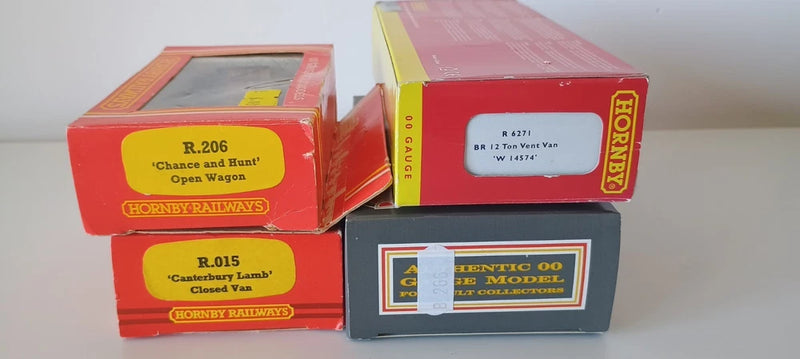 R.206
'Chance and Hunt'
Open Wagon
HORNBY RAILWAYS
R.015
'Canterbury Lamb'
Closed Van
HORNBY RAILWAYS
00 GAUGE
R 6271
BR 12 Ton Vent Van
'W 14574'
HORNBY
AUTHENTIC 00
GAUGE MODEL
FOR ADULT COLLECTORS